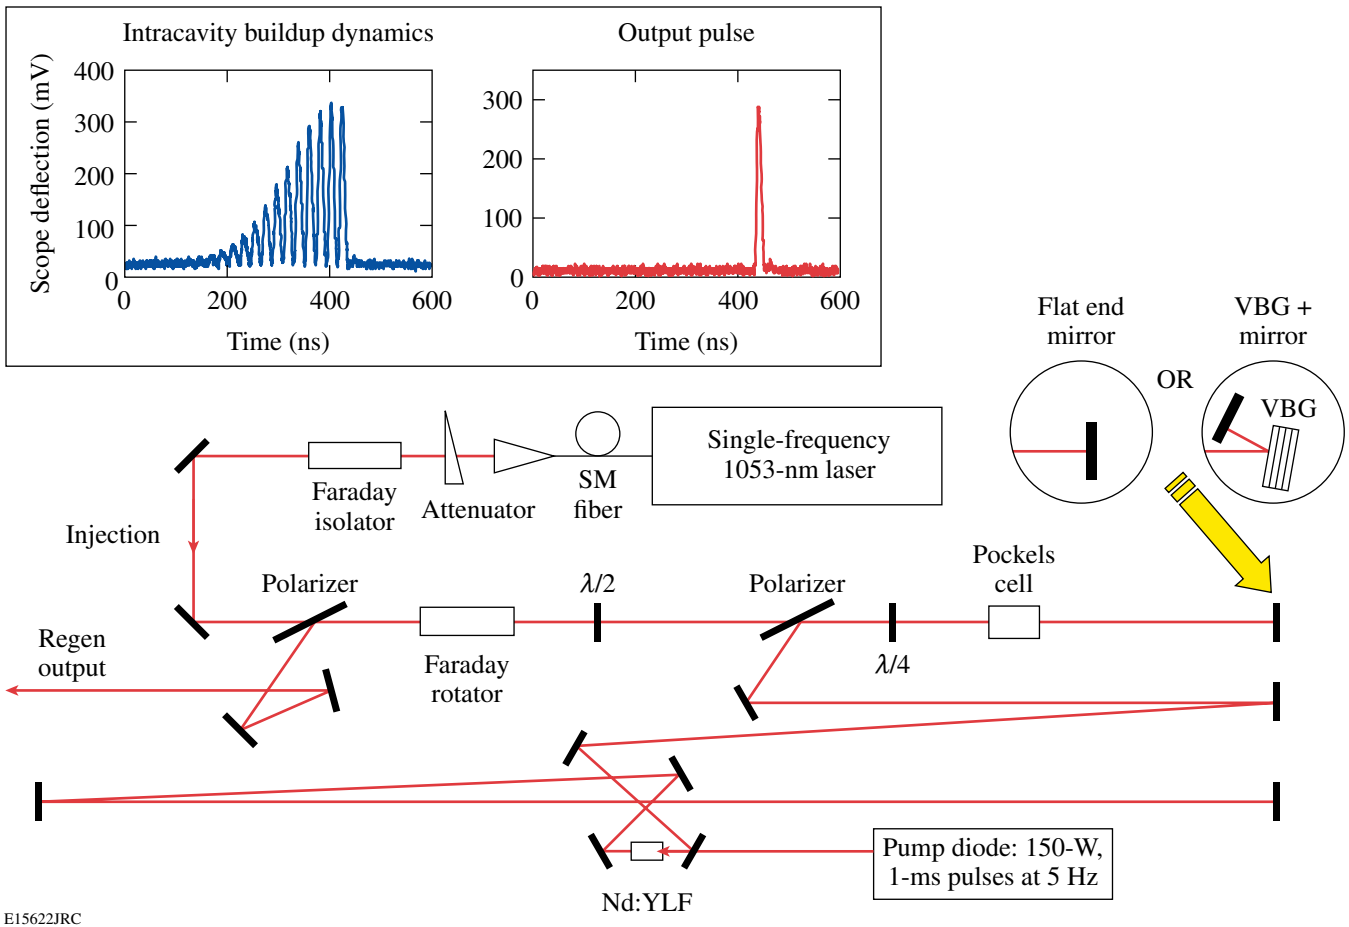 Intracavity buildup dynamics
Output pulse
Scope deflection (mV)
400
300
200
100
0
0
200
400
600
Time (ns)
300
200
100
0
0
200
400
600
Time (ns)
Flat end
mirror
OR
VBG +
mirror
VBG
Single-frequency
1053-nm laser
SM
fiber
Attenuator
Faraday
isolator
Injection
Polarizer
λ/2
Polarizer
Pockels
cell
Regen
output
Faraday
rotator
λ/4
Pump diode: 150-W,
1-ms pulses at 5 Hz
Nd:YLF
E15622JRC